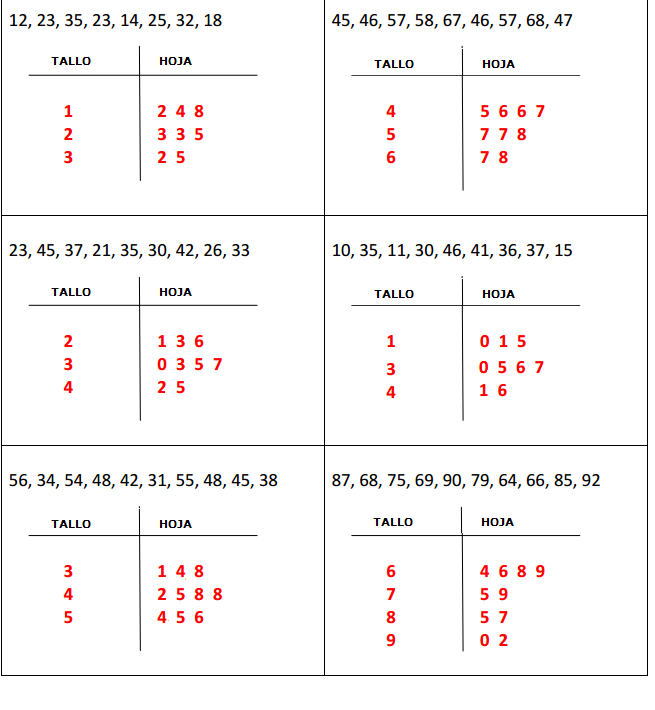 12, 23, 35, 23, 14, 25, 32, 18
TALLO HOJA
1 2 4 8
2 3 3 5
3 2 5
45, 46, 57, 58, 67, 46, 57, 68, 47
TALLO HOJA
4 5 6 6 7
5 7 7 8
6 7 8
23, 45, 37, 21, 35, 30, 42, 26, 33
TALLO HOJA
2 1 3 6
3 0 3 5 7
4 2 5
10, 35, 11, 30, 46, 41, 36, 37, 15
TALLO HOJA
1 0 1 5
3 0 5 6 7
4 1 6
56, 34, 54, 48, 42, 31, 55, 48, 45, 38
TALLO HOJA
3 1 4 8
4 2 5 8 8
5 4 5 6
87, 68, 75, 69, 90, 79, 64, 66, 85, 92
TALLO HOJA
6 4 6 8 9
7 5 9
8 5 7
9 0 2